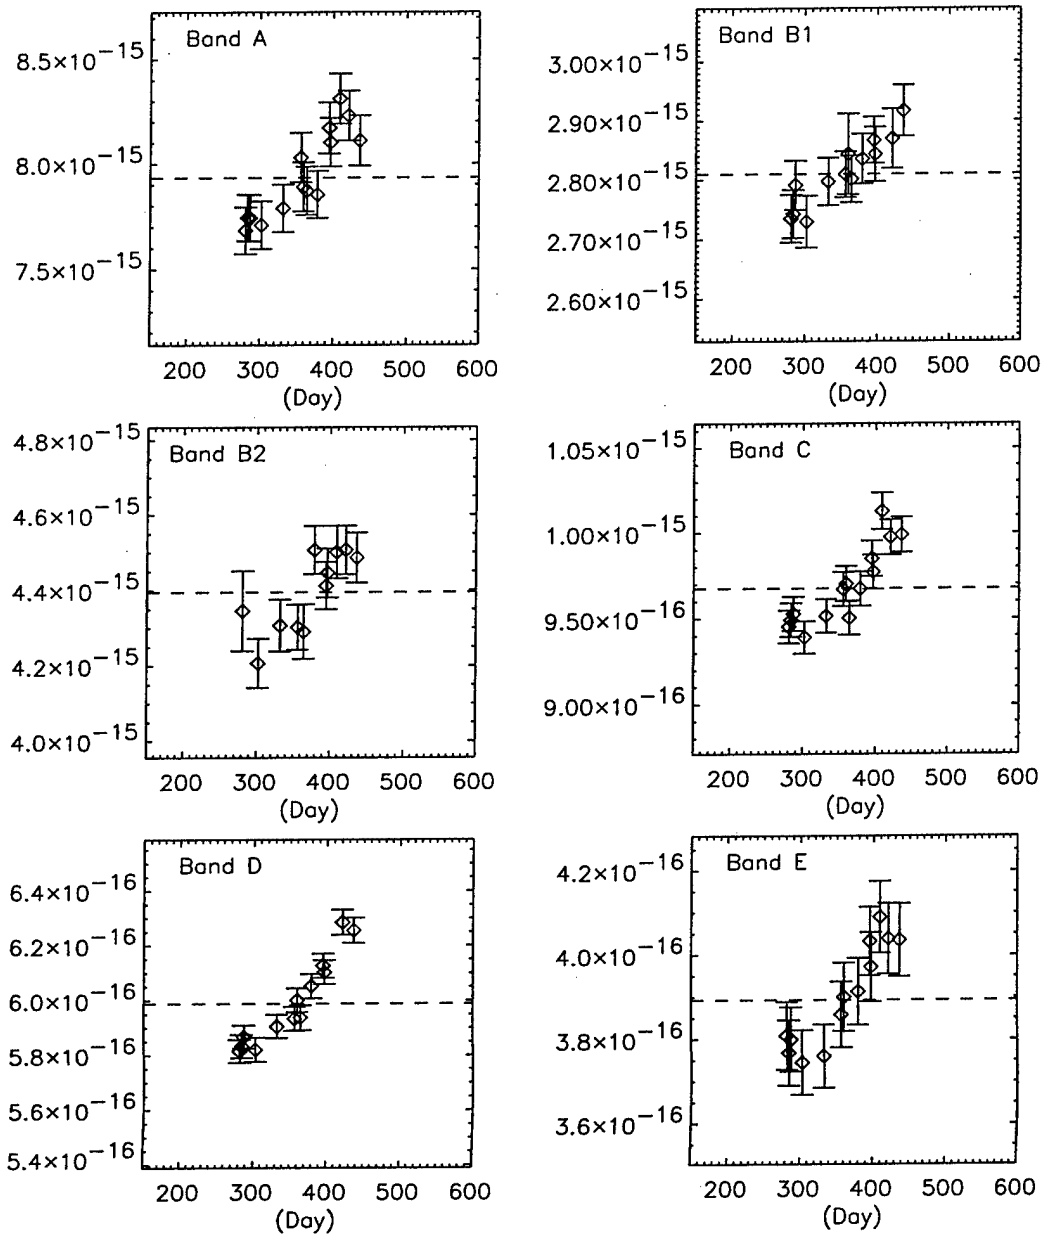 Band A
8.5×10−15
8.0×10−15
7.5×10−15
200 300 400 500 600
(Day)
Band B1
3.00×10−15
2.90×10−15
2.80×10−15
2.70×10−15
2.60×10−15
200 300 400 500 600
(Day)
Band B2
4.8×10−15
4.6×10−15
4.4×10−15
4.2×10−15
4.0×10−15
200 300 400 500 600
(Day)
Band C
1.05×10−15
1.00×10−15
9.50×10−16
9.00×10−16
200 300 400 500 600
(Day)
Band D
6.4×10−16
6.2×10−16
6.0×10−16
5.8×10−16
5.6×10−16
5.4×10−16
200 300 400 500 600
(Day)
Band E
4.2×10−16
4.0×10−16
3.8×10−16
3.6×10−16
200 300 400 500 600
(Day)